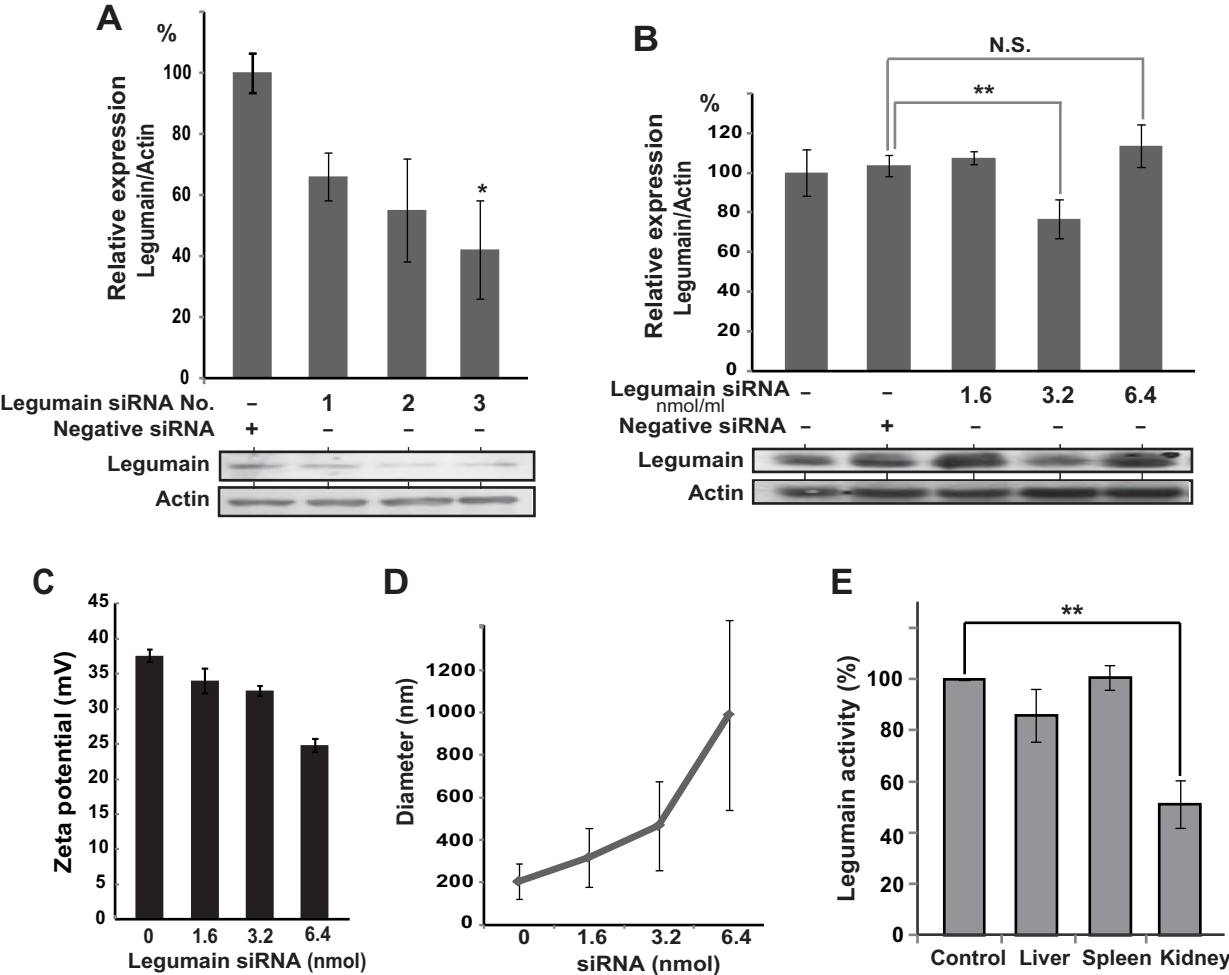 A
%
Relative expression
Legumain/Actin
100
80
60
40
20
0
*
Legumain siRNA No. – 1 2 3
Negative siRNA + – – –
Legumain
Actin
B
N.S.
**
%
Relative expression
Legumain/Actin
120
100
80
60
40
20
0
Legumain siRNA – – 1.6 3.2 6.4
nmol/ml
Negative siRNA – + – – –
Legumain
Actin
C
Zeta potential (mV)
45
40
35
30
25
20
15
10
5
0
0 1.6 3.2 6.4
Legumain siRNA (nmol)
D
Diameter (nm)
1200
1000
800
600
400
200
0
0 1.6 3.2 6.4
siRNA (nmol)
E
**
Legumain activity (%)
100
80
60
40
20
0
Control Liver Spleen Kidney